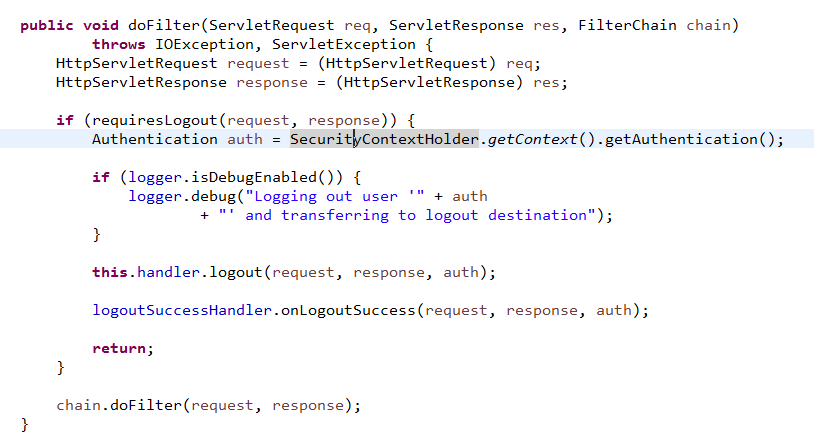 public void doFilter(ServletRequest req, ServletResponse res, FilterChain chain)
throws IOException, ServletException {
HttpServletRequest request = (HttpServletRequest) req;
HttpServletResponse response = (HttpServletResponse) res;
if (requiresLogout(request, response)) {
Authentication auth = SecurityContextHolder.getContext().getAuthentication();
if (logger.isDebugEnabled()) {
logger.debug("Logging out user '" + auth
+ "' and transferring to logout destination");
}
this.handler.logout(request, response, auth);
logoutSuccessHandler.onLogoutSuccess(request, response, auth);
return;
}
chain.doFilter(request, response);
}